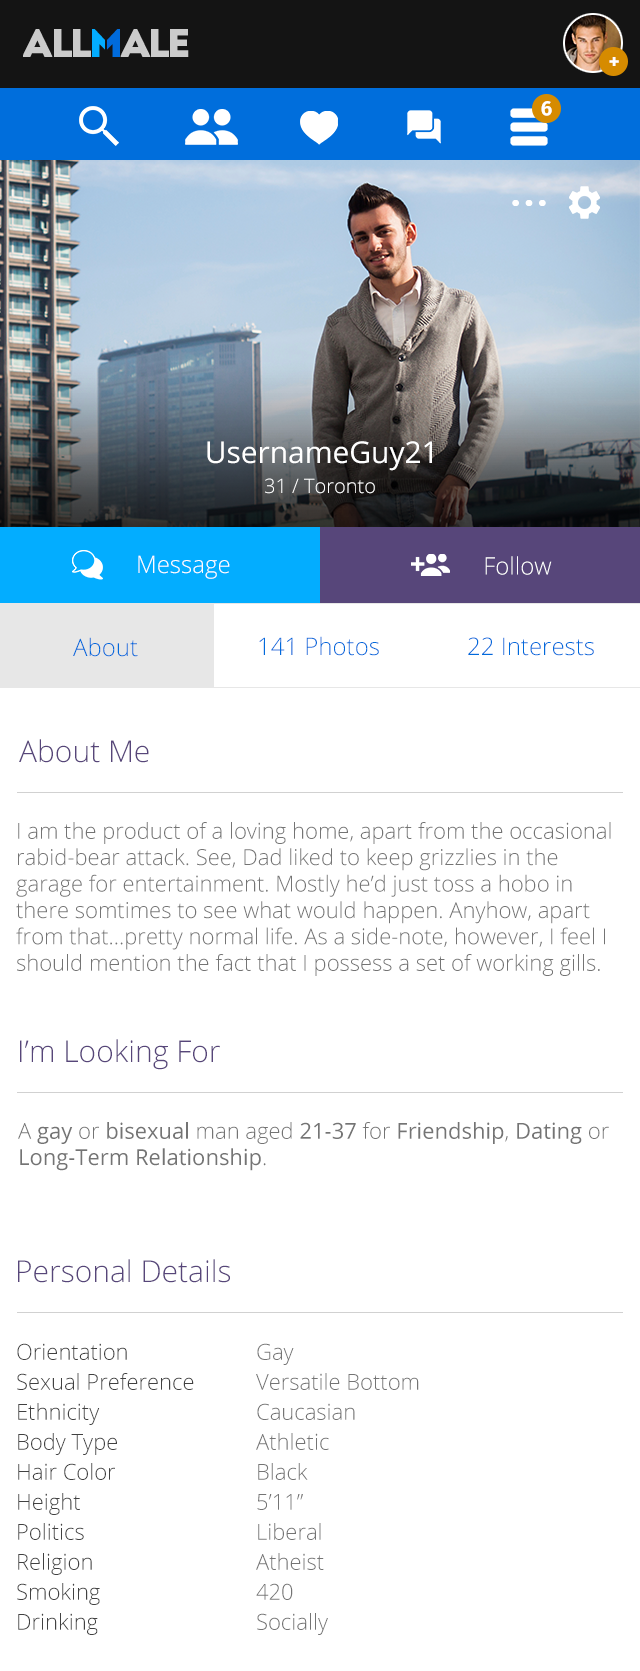 ALLMALE
+
6
UsernameGuy21
31 / Toronto
Message
Follow
About
141 Photos
22 Interests
About Me
I am the product of a loving home, apart from the occasional
rabid-bear attack. See, Dad liked to keep grizzlies in the
garage for entertainment. Mostly he’d just toss a hobo in
there somtimes to see what would happen. Anyhow, apart
from that...pretty normal life. As a side-note, however, I feel I
should mention the fact that I possess a set of working gills.
I’m Looking For
A gay or bisexual man aged 21-37 for Friendship, Dating or
Long-Term Relationship.
Personal Details
Orientation Gay
Sexual Preference Versatile Bottom
Ethnicity Caucasian
Body Type Athletic
Hair Color Black
Height 5’11”
Politics Liberal
Religion Atheist
Smoking 420
Drinking Socially